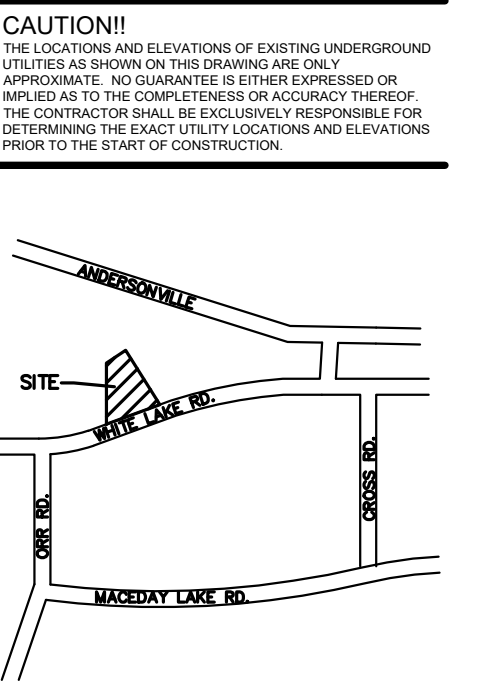 CAUTION!!
THE LOCATIONS AND ELEVATIONS OF EXISTING UNDERGROUND
UTILITIES AS SHOWN ON THIS DRAWING ARE ONLY
APPROXIMATE. NO GUARANTEE IS EITHER EXPRESSED OR
IMPLIED AS TO THE COMPLETENESS OR ACCURACY THEREOF.
THE CONTRACTOR SHALL BE EXCLUSIVELY RESPONSIBLE FOR
DETERMINING THE EXACT UTILITY LOCATIONS AND ELEVATIONS
PRIOR TO THE START OF CONSTRUCTION.
ANDERSONVILLE
SITE
WHITE LAKE RD.
CROSS RD.
ORR RD.
MACEDAY LAKE RD.